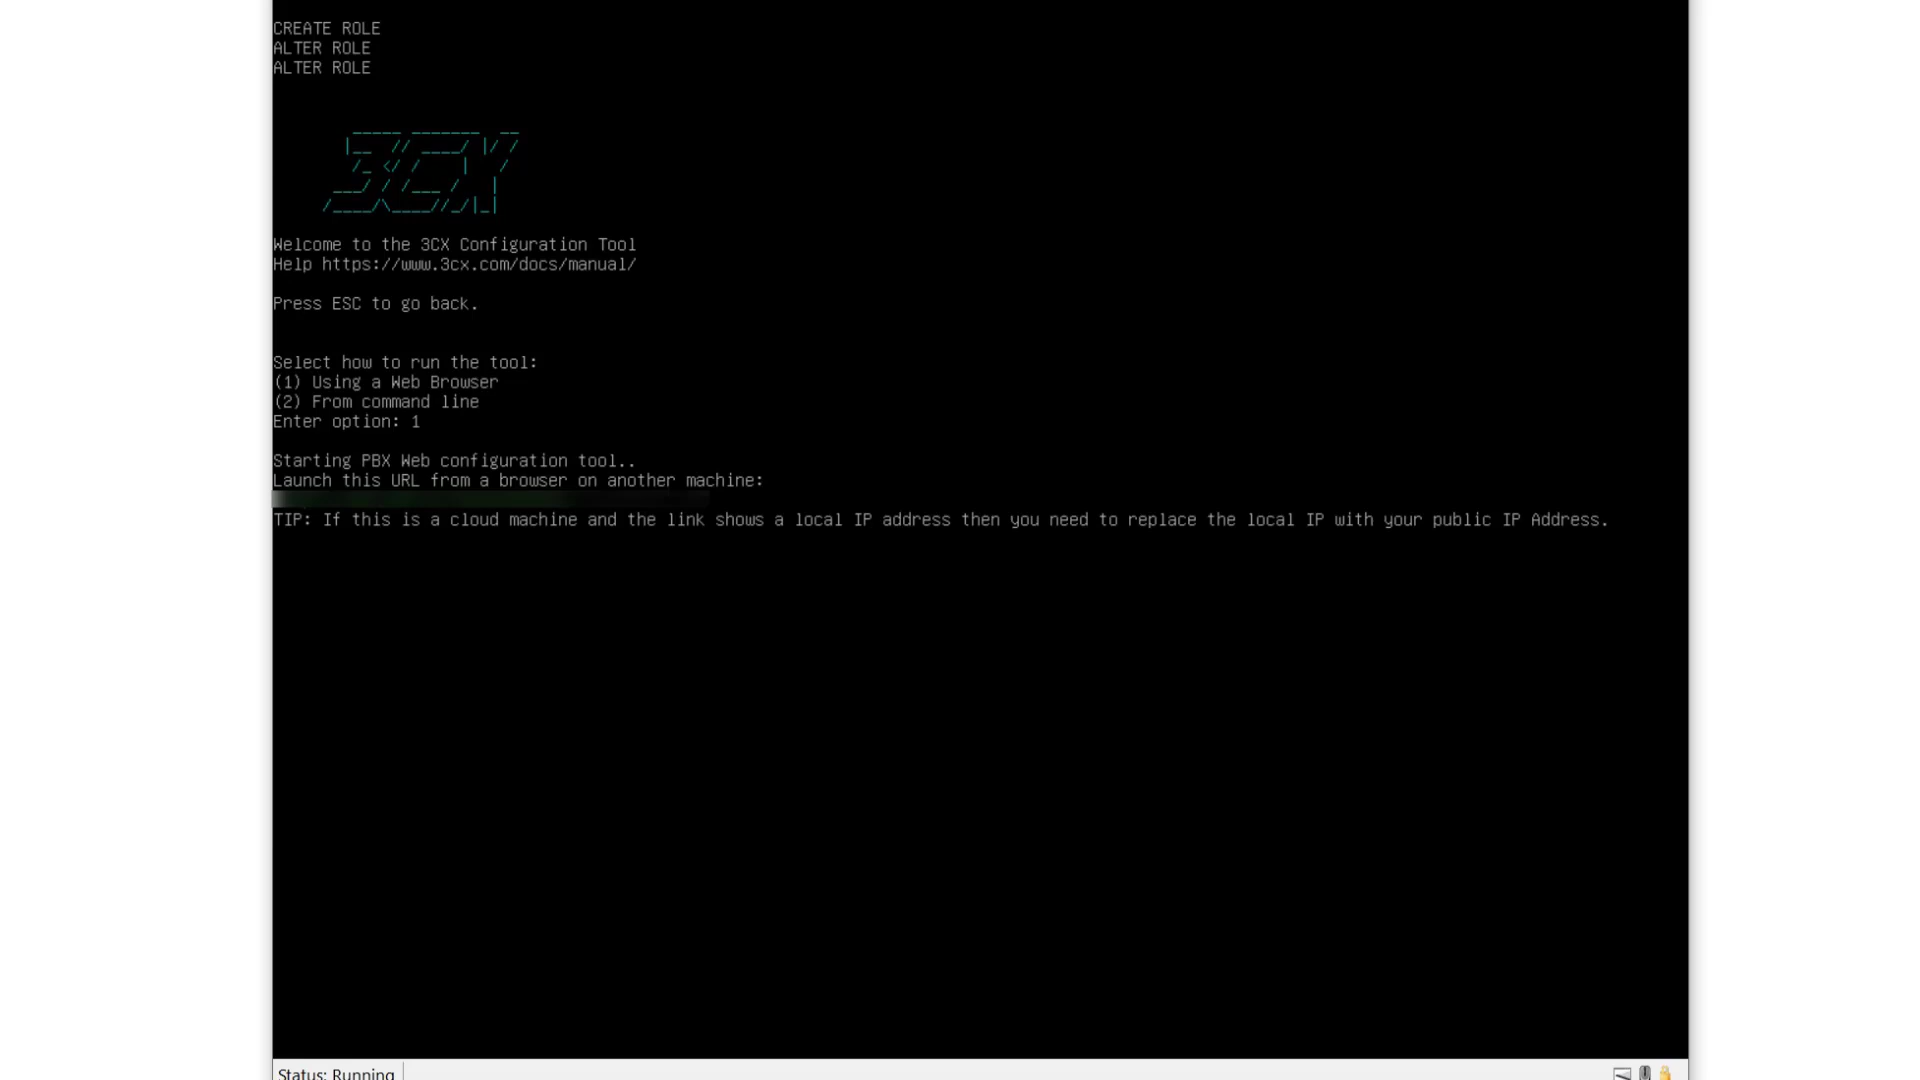 CREATE ROLE
ALTER ROLE
ALTER ROLE
3CX
Welcome to the 3CX Configuration Tool
Help https://www.3cx.com/docs/manual/
Press ESC to go back.
Select how to run the tool:
(1) Using a Web Browser
(2) From command line
Enter option: 1
Starting PBX Web configuration tool..
Launch this URL from a browser on another machine:
TIP: If this is a cloud machine and the link shows a local IP address then you need to replace the local IP with your public IP Address.
Status: Running